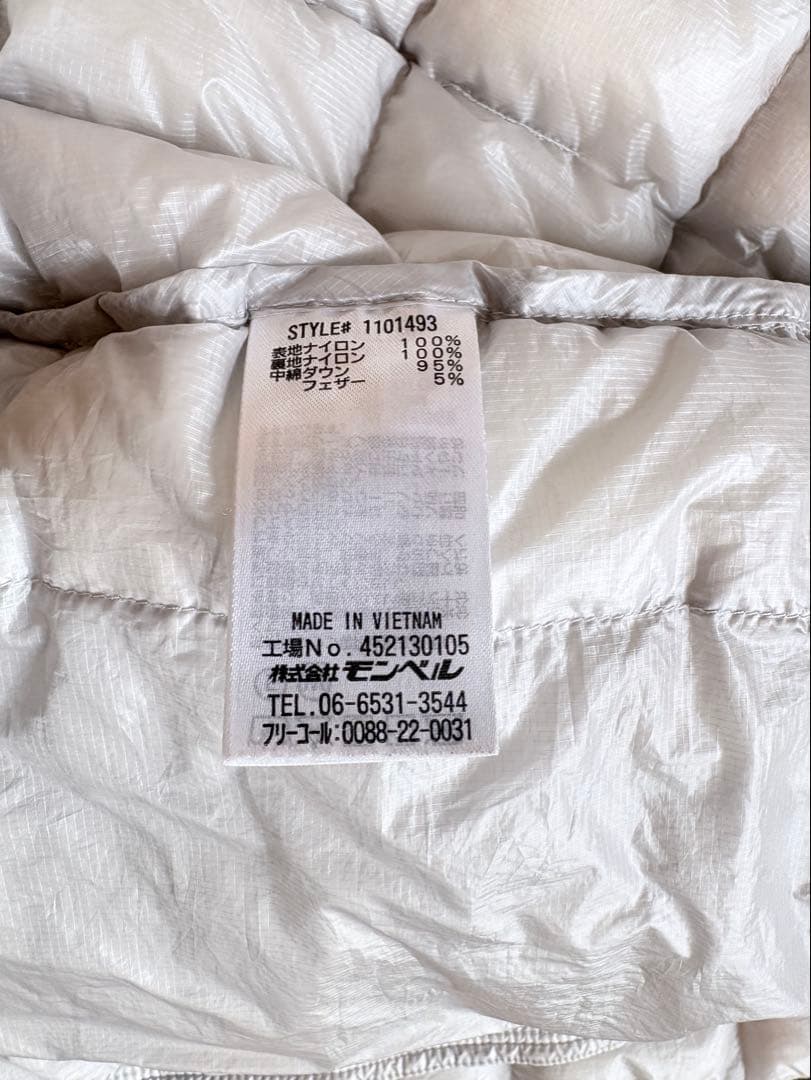 STYLE# 1101493
表地ナイロン 100%
裏地ナイロン 100%
中綿ダウン 95%
フェザー 5%
MADE IN VIETNAM
工場No.452130105
株式会社モンベル
TEL.06-6531-3544
フリーコール:0088-22-0031